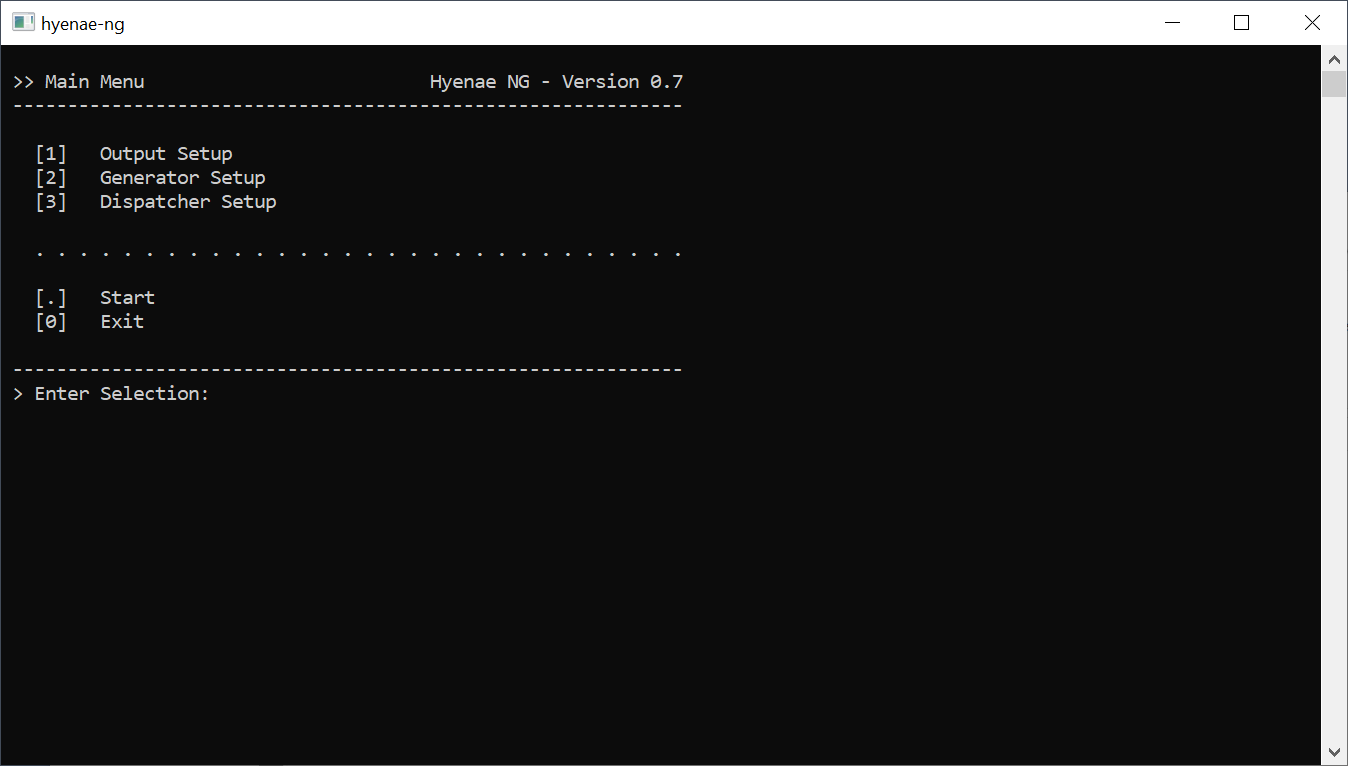 hyenae-ng
>> Main Menu                          Hyenae NG - Version 0.7
-------------------------------------------------------------
[1]   Output Setup
[2]   Generator Setup
[3]   Dispatcher Setup
. . . . . . . . . . . . . . . . . . . . . . . . . . . . . .
[.]   Start
[0]   Exit
-------------------------------------------------------------
> Enter Selection: